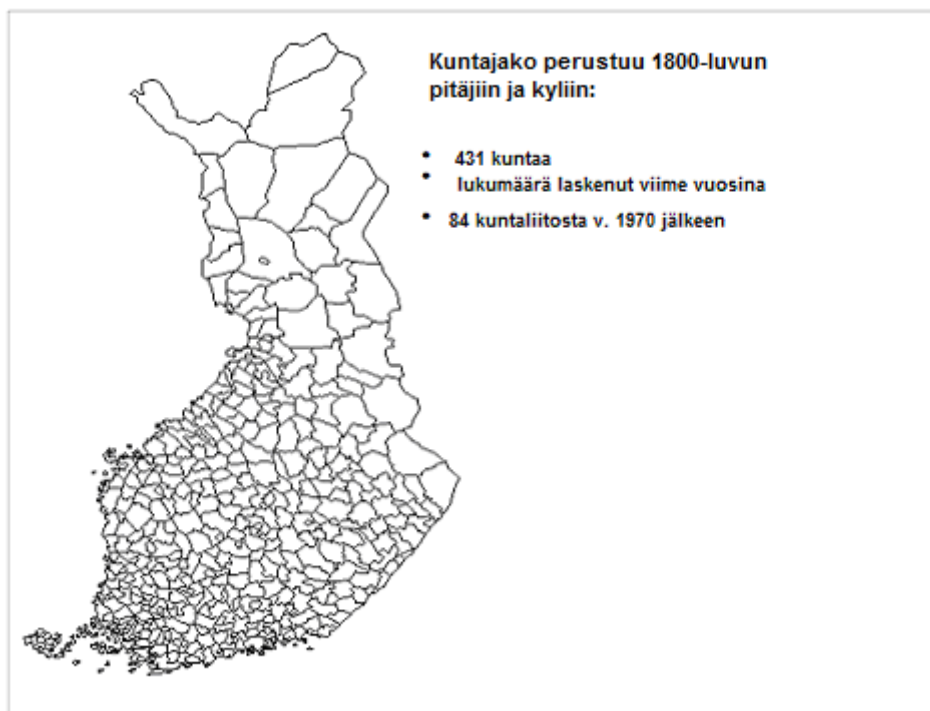 Kuntajako perustuu 1800-luvun
pitäjiin ja kyliin:
• 431 kuntaa
• lukumäärä laskenut viime vuosina
• 84 kuntaliitosta v. 1970 jälkeen